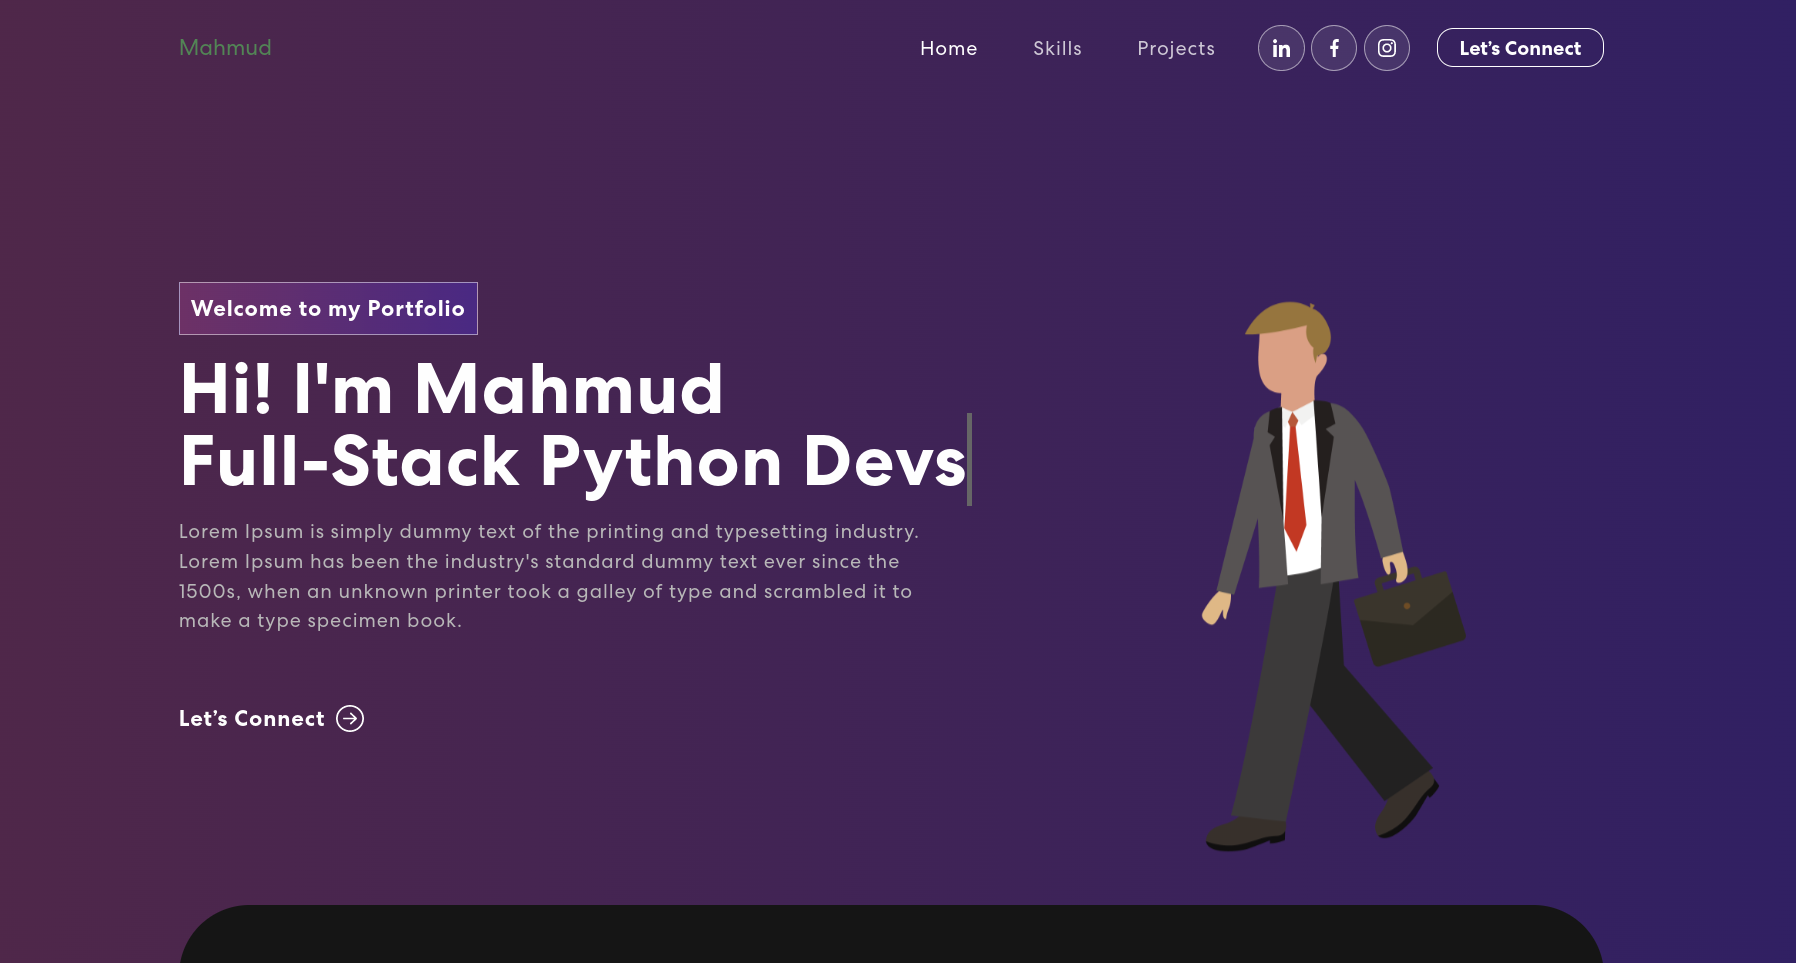 Mahmud
Home
Skills
Projects
in
f
Let’s Connect
Welcome to my Portfolio
Hi! I'm Mahmud
Full-Stack Python Devs
Lorem Ipsum is simply dummy text of the printing and typesetting industry.
Lorem Ipsum has been the industry's standard dummy text ever since the
1500s, when an unknown printer took a galley of type and scrambled it to
make a type specimen book.
Let’s Connect